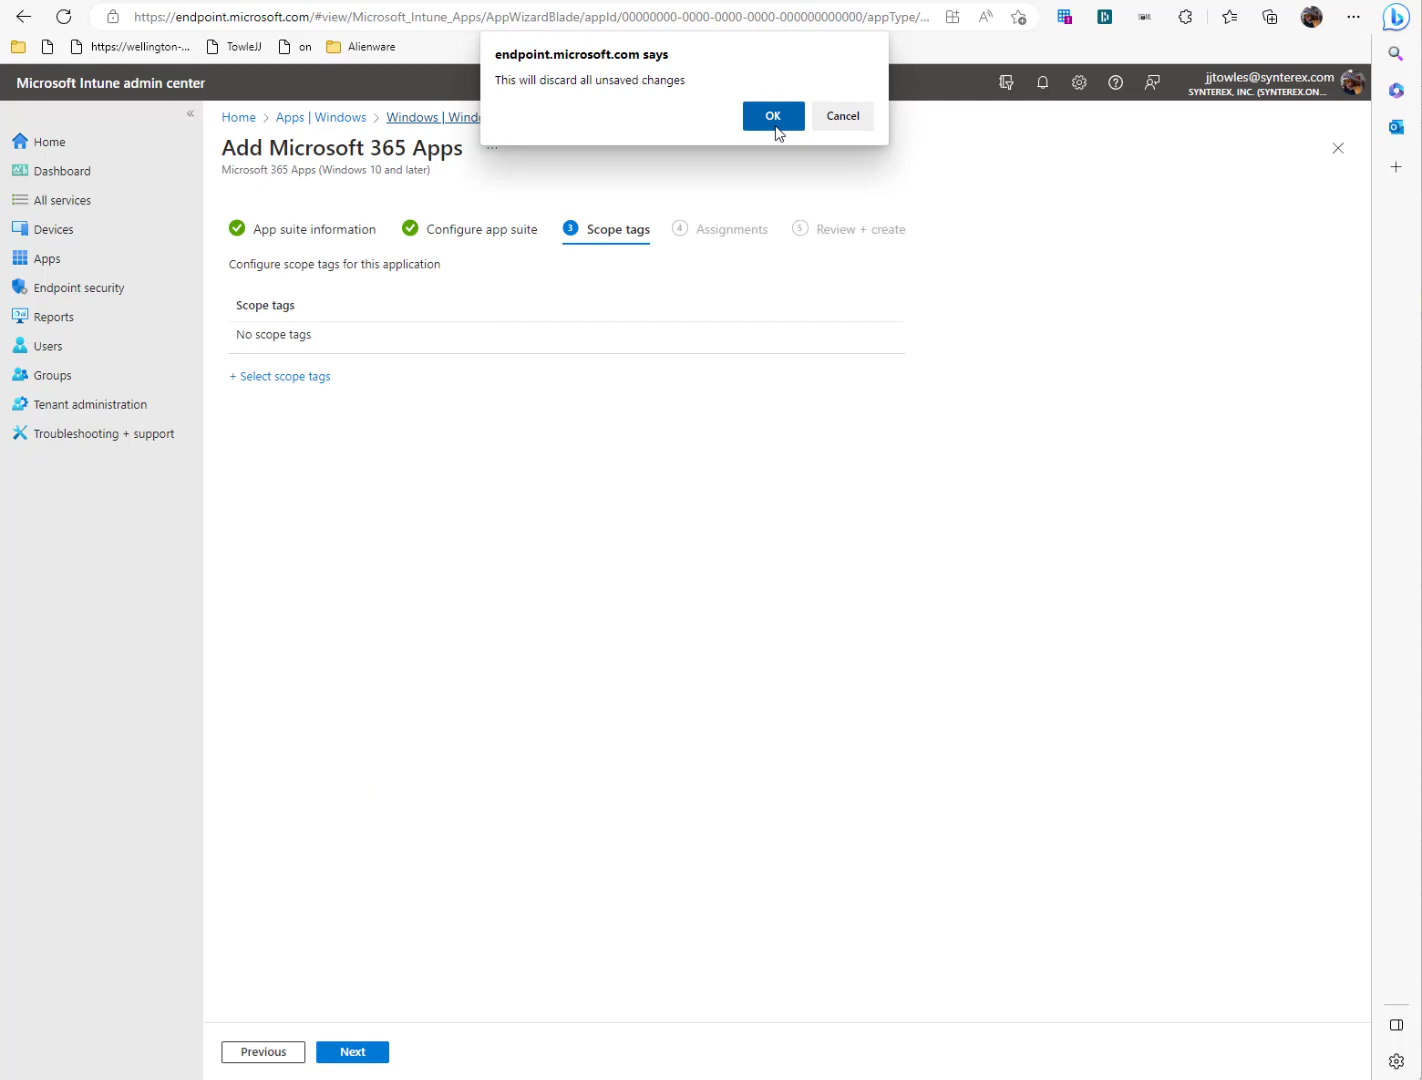 https://endpoint.microsoft.com/#view/Microsoft_Intune_Apps/AppWizardBlade/appId/00000000-0000-0000-0000-000000000000/appType/...
https://wellington-...
TowleJJ
on
Alienware
endpoint.microsoft.com says
This will discard all unsaved changes
OK
Cancel
Microsoft Intune admin center
jjtowles@synterex.com
SYNTEREX, INC. (SYNTEREX.ON...
«
Home
Dashboard
All services
Devices
Apps
Endpoint security
Reports
Users
Groups
Tenant administration
Troubleshooting + support
Home > Apps | Windows > Windows | Windo
Add Microsoft 365 Apps ...
Microsoft 365 Apps (Windows 10 and later)
App suite information
Configure app suite
3 Scope tags
4 Assignments
5 Review + create
Configure scope tags for this application
Scope tags
No scope tags
+ Select scope tags
Previous
Next